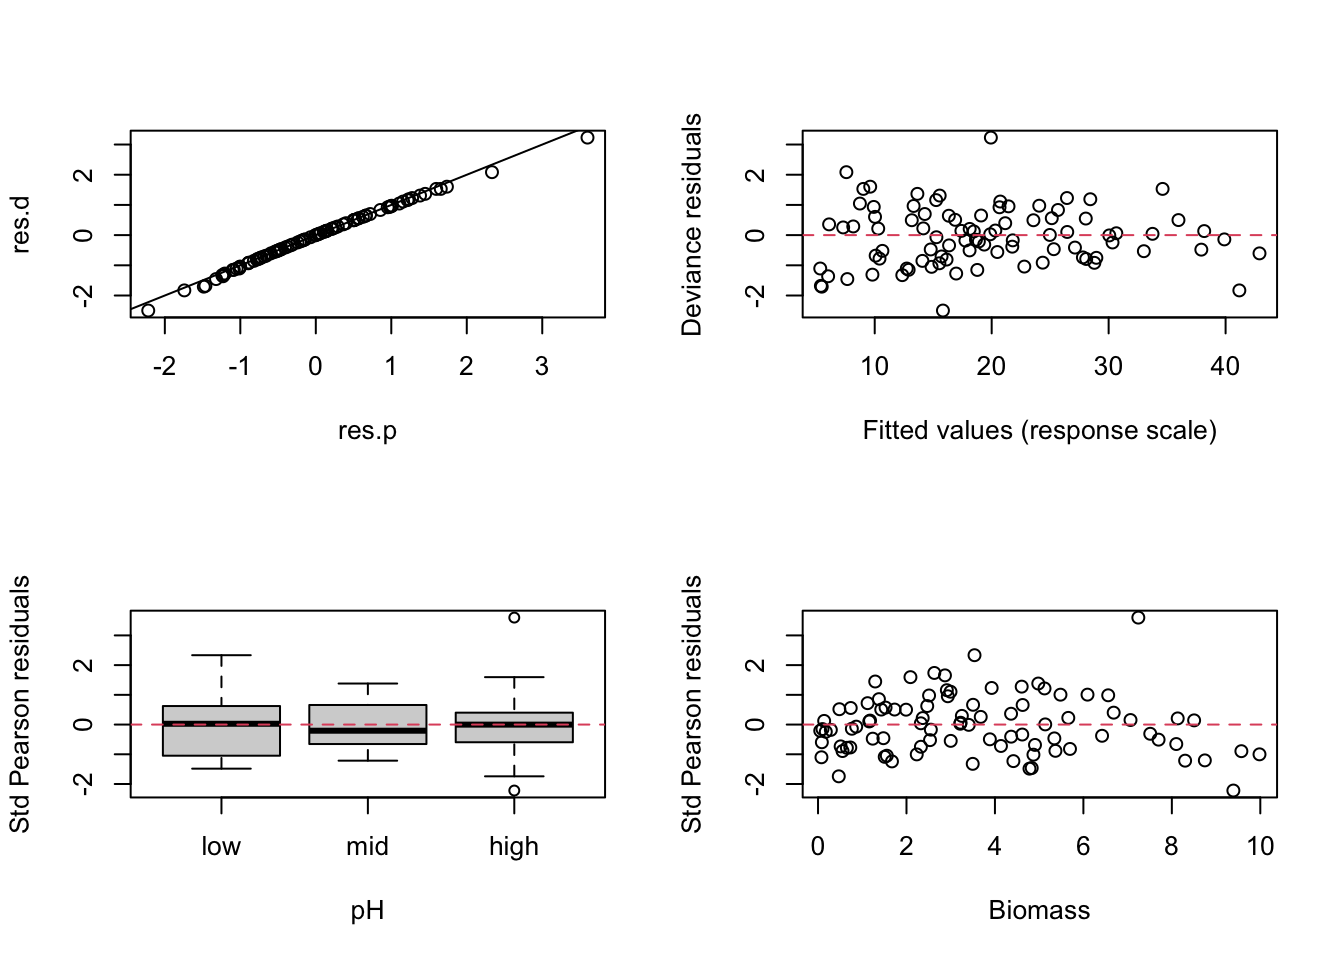 res.d
2
0
-2
-2 -1 0 1 2 3
res.p
Deviance residuals
2
0
-2
10 20 30 40
Fitted values (response scale)
Std Pearson residuals
2
0
-2
low mid high
pH
Std Pearson residuals
2
0
-2
0 2 4 6 8 10
Biomass